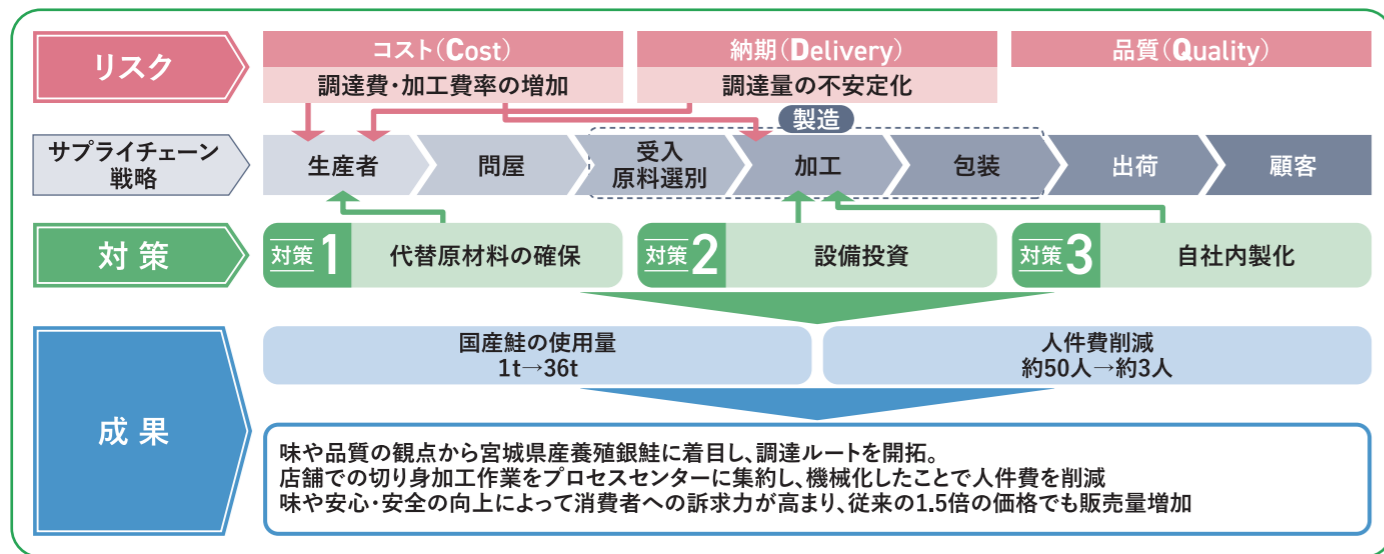 リスク
コスト(Cost)
調達費・加工費率の増加
納期(Delivery)
調達量の不安定化
品質(Quality)
製造
サプライチェーン
戦略
生産者
問屋
受入
原料選別
加工
包装
出荷
顧客
対策
対策1 代替原材料の確保
対策2 設備投資
対策3 自社内製化
成果
国産鮭の使用量
1t→36t
人件費削減
約50人→約3人
味や品質の観点から宮城県産養殖銀鮭に着目し、調達ルートを開拓。
店舗での切り身加工作業をプロセスセンターに集約し、機械化したことで人件費を削減
味や安心・安全の向上によって消費者への訴求力が高まり、従来の1.5倍の価格でも販売量増加